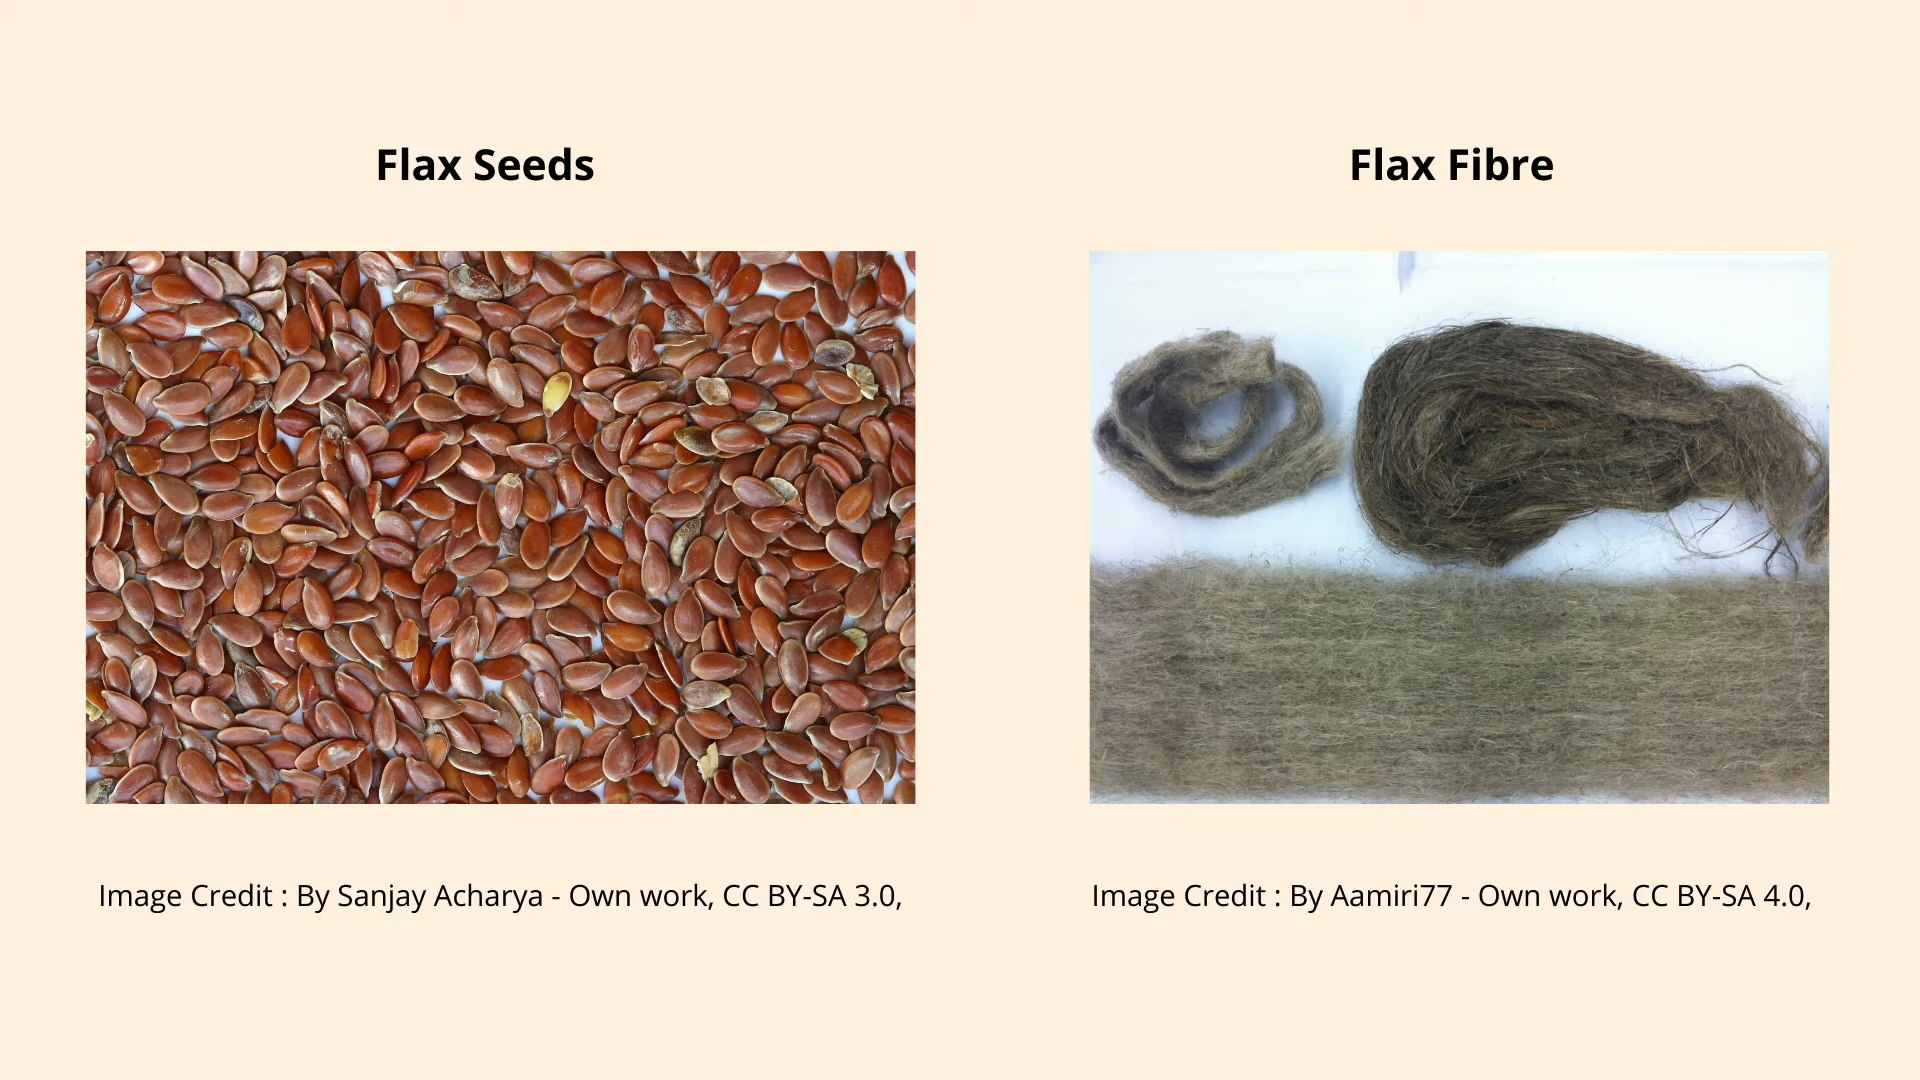 Flax Seeds
Flax Fibre
Image Credit : By Sanjay Acharya - Own work, CC BY-SA 3.0,
Image Credit : By Aamiri77 - Own work, CC BY-SA 4.0,